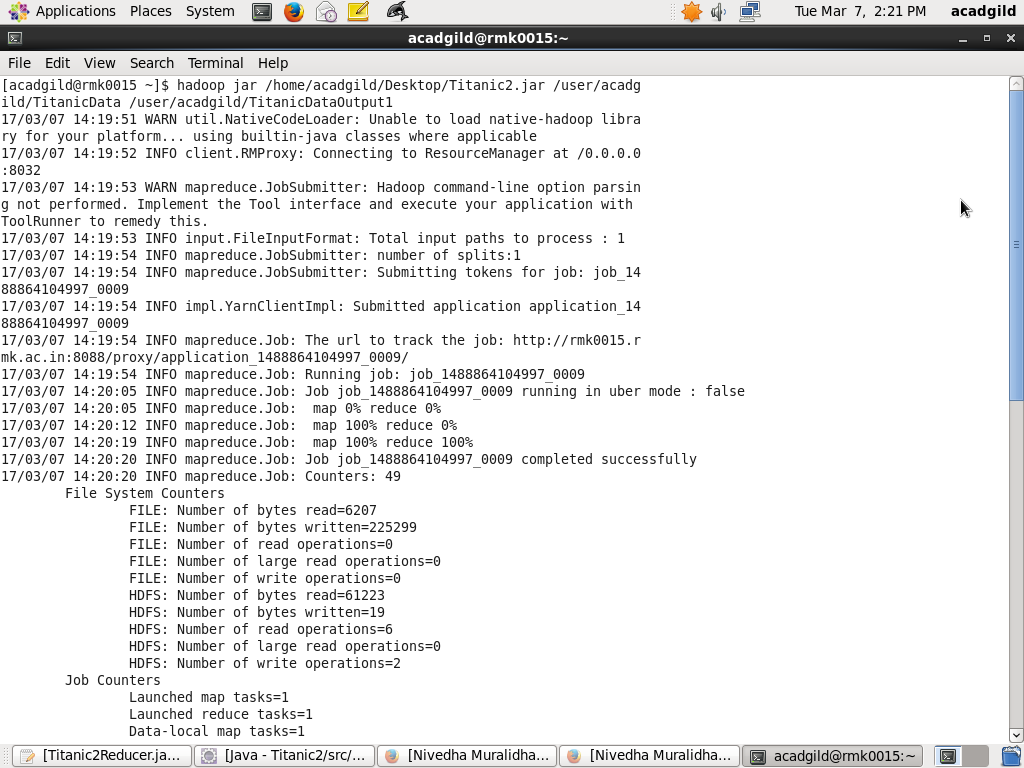 Applications Places System Tue Mar 7, 2:21 PM acadgild
acadgild@rmk0015:~
File Edit View Search Terminal Help
[acadgild@rmk0015 ~]$ hadoop jar /home/acadgild/Desktop/Titanic2.jar /user/acadg
ild/TitanicData /user/acadgild/TitanicDataOutput1
17/03/07 14:19:51 WARN util.NativeCodeLoader: Unable to load native-hadoop libra
ry for your platform... using builtin-java classes where applicable
17/03/07 14:19:52 INFO client.RMProxy: Connecting to ResourceManager at /0.0.0.0
:8032
17/03/07 14:19:53 WARN mapreduce.JobSubmitter: Hadoop command-line option parsin
g not performed. Implement the Tool interface and execute your application with
ToolRunner to remedy this.
17/03/07 14:19:53 INFO input.FileInputFormat: Total input paths to process : 1
17/03/07 14:19:54 INFO mapreduce.JobSubmitter: number of splits:1
17/03/07 14:19:54 INFO mapreduce.JobSubmitter: Submitting tokens for job: job_14
88864104997_0009
17/03/07 14:19:54 INFO impl.YarnClientImpl: Submitted application application_14
88864104997_0009
17/03/07 14:19:54 INFO mapreduce.Job: The url to track the job: http://rmk0015.r
mk.ac.in:8088/proxy/application_1488864104997_0009/
17/03/07 14:19:54 INFO mapreduce.Job: Running job: job_1488864104997_0009
17/03/07 14:20:05 INFO mapreduce.Job: Job job_1488864104997_0009 running in uber mode : false
17/03/07 14:20:05 INFO mapreduce.Job:  map 0% reduce 0%
17/03/07 14:20:12 INFO mapreduce.Job:  map 100% reduce 0%
17/03/07 14:20:19 INFO mapreduce.Job:  map 100% reduce 100%
17/03/07 14:20:20 INFO mapreduce.Job: Job job_1488864104997_0009 completed successfully
17/03/07 14:20:20 INFO mapreduce.Job: Counters: 49
File System Counters
FILE: Number of bytes read=6207
FILE: Number of bytes written=225299
FILE: Number of read operations=0
FILE: Number of large read operations=0
FILE: Number of write operations=0
HDFS: Number of bytes read=61223
HDFS: Number of bytes written=19
HDFS: Number of read operations=6
HDFS: Number of large read operations=0
HDFS: Number of write operations=2
Job Counters
Launched map tasks=1
Launched reduce tasks=1
Data-local map tasks=1
[Titanic2Reducer.ja... [Java - Titanic2/src/... [Nivedha Muralidha... [Nivedha Muralidha... acadgild@rmk0015:~